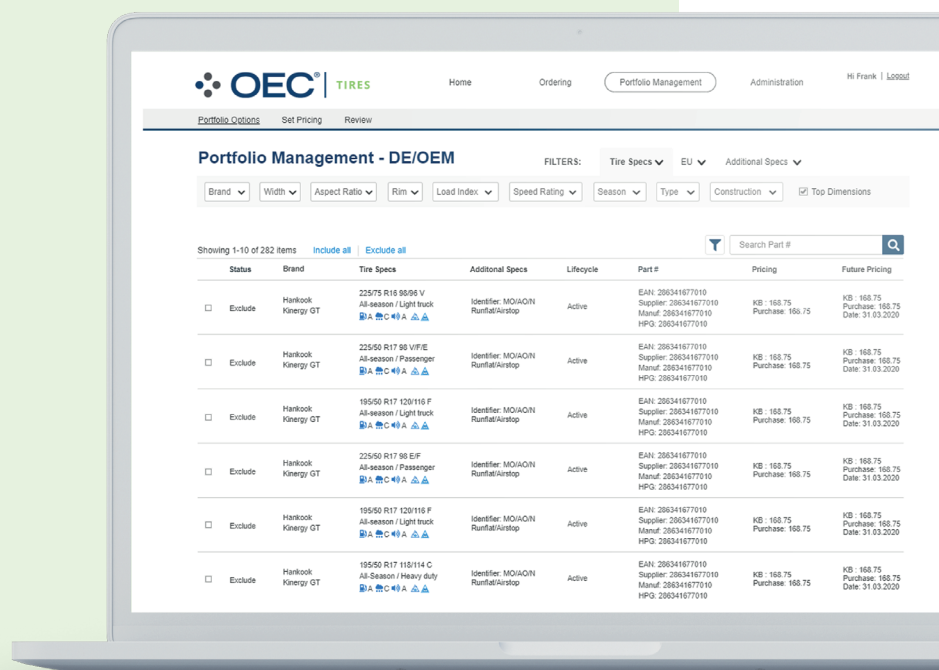 OEC® TIRES
Home Ordering Portfolio Management Administration Hi Frank | Logout
Portfolio Options Set Pricing Review
Portfolio Management - DE/OEM
FILTERS: Tire Specs EU Additional Specs
Brand Width Aspect Ratio Rim Load Index Speed Rating Season Type Construction Top Dimensions
Showing 1-10 of 282 items Include all | Exclude all Search Part #
Status Brand Tire Specs Additonal Specs Lifecycle Part # Pricing Future Pricing
Exclude
Hankook
Kinergy GT
225/75 R16 98/96 V
All-season / Light truck
A C A
Identifier: MO/AO/N
Runflat/Airstop
Active
EAN: 286341677010
Supplier: 286341677010
Manuf: 286341677010
HPG: 286341677010
KB : 168.75
Purchase: 168.75
KB : 168.75
Purchase: 168.75
Date: 31.03.2020
Exclude
Hankook
Kinergy GT
225/50 R17 98 V/F/E
All-season / Passenger
A C A
Identifier: MO/AO/N
Runflat/Airstop
Active
EAN: 286341677010
Supplier: 286341677010
Manuf: 286341677010
HPG: 286341677010
KB : 168.75
Purchase: 168.75
KB : 168.75
Purchase: 168.75
Date: 31.03.2020
Exclude
Hankook
Kinergy GT
195/50 R17 120/116 F
All-season / Light truck
A C A
Identifier: MO/AO/N
Runflat/Airstop
Active
EAN: 286341677010
Supplier: 286341677010
Manuf: 286341677010
HPG: 286341677010
KB : 168.75
Purchase: 168.75
KB : 168.75
Purchase: 168.75
Date: 31.03.2020
Exclude
Hankook
Kinergy GT
225/50 R17 98 E/F
All-season / Passenger
A C A
Identifier: MO/AO/N
Runflat/Airstop
Active
EAN: 286341677010
Supplier: 286341677010
Manuf: 286341677010
HPG: 286341677010
KB : 168.75
Purchase: 168.75
KB : 168.75
Purchase: 168.75
Date: 31.03.2020
Exclude
Hankook
Kinergy GT
195/50 R17 120/116 F
All-season / Light truck
A C A
Identifier: MO/AO/N
Runflat/Airstop
Active
EAN: 286341677010
Supplier: 286341677010
Manuf: 286341677010
HPG: 286341677010
KB : 168.75
Purchase: 168.75
KB : 168.75
Purchase: 168.75
Date: 31.03.2020
Exclude
Hankook
Kinergy GT
195/50 R17 118/114 C
All-Season / Heavy duty
A C A
Identifier: MO/AO/N
Runflat/Airstop
Active
EAN: 286341677010
Supplier: 286341677010
Manuf: 286341677010
HPG: 286341677010
KB : 168.75
Purchase: 168.75
KB : 168.75
Purchase: 168.75
Date: 31.03.2020